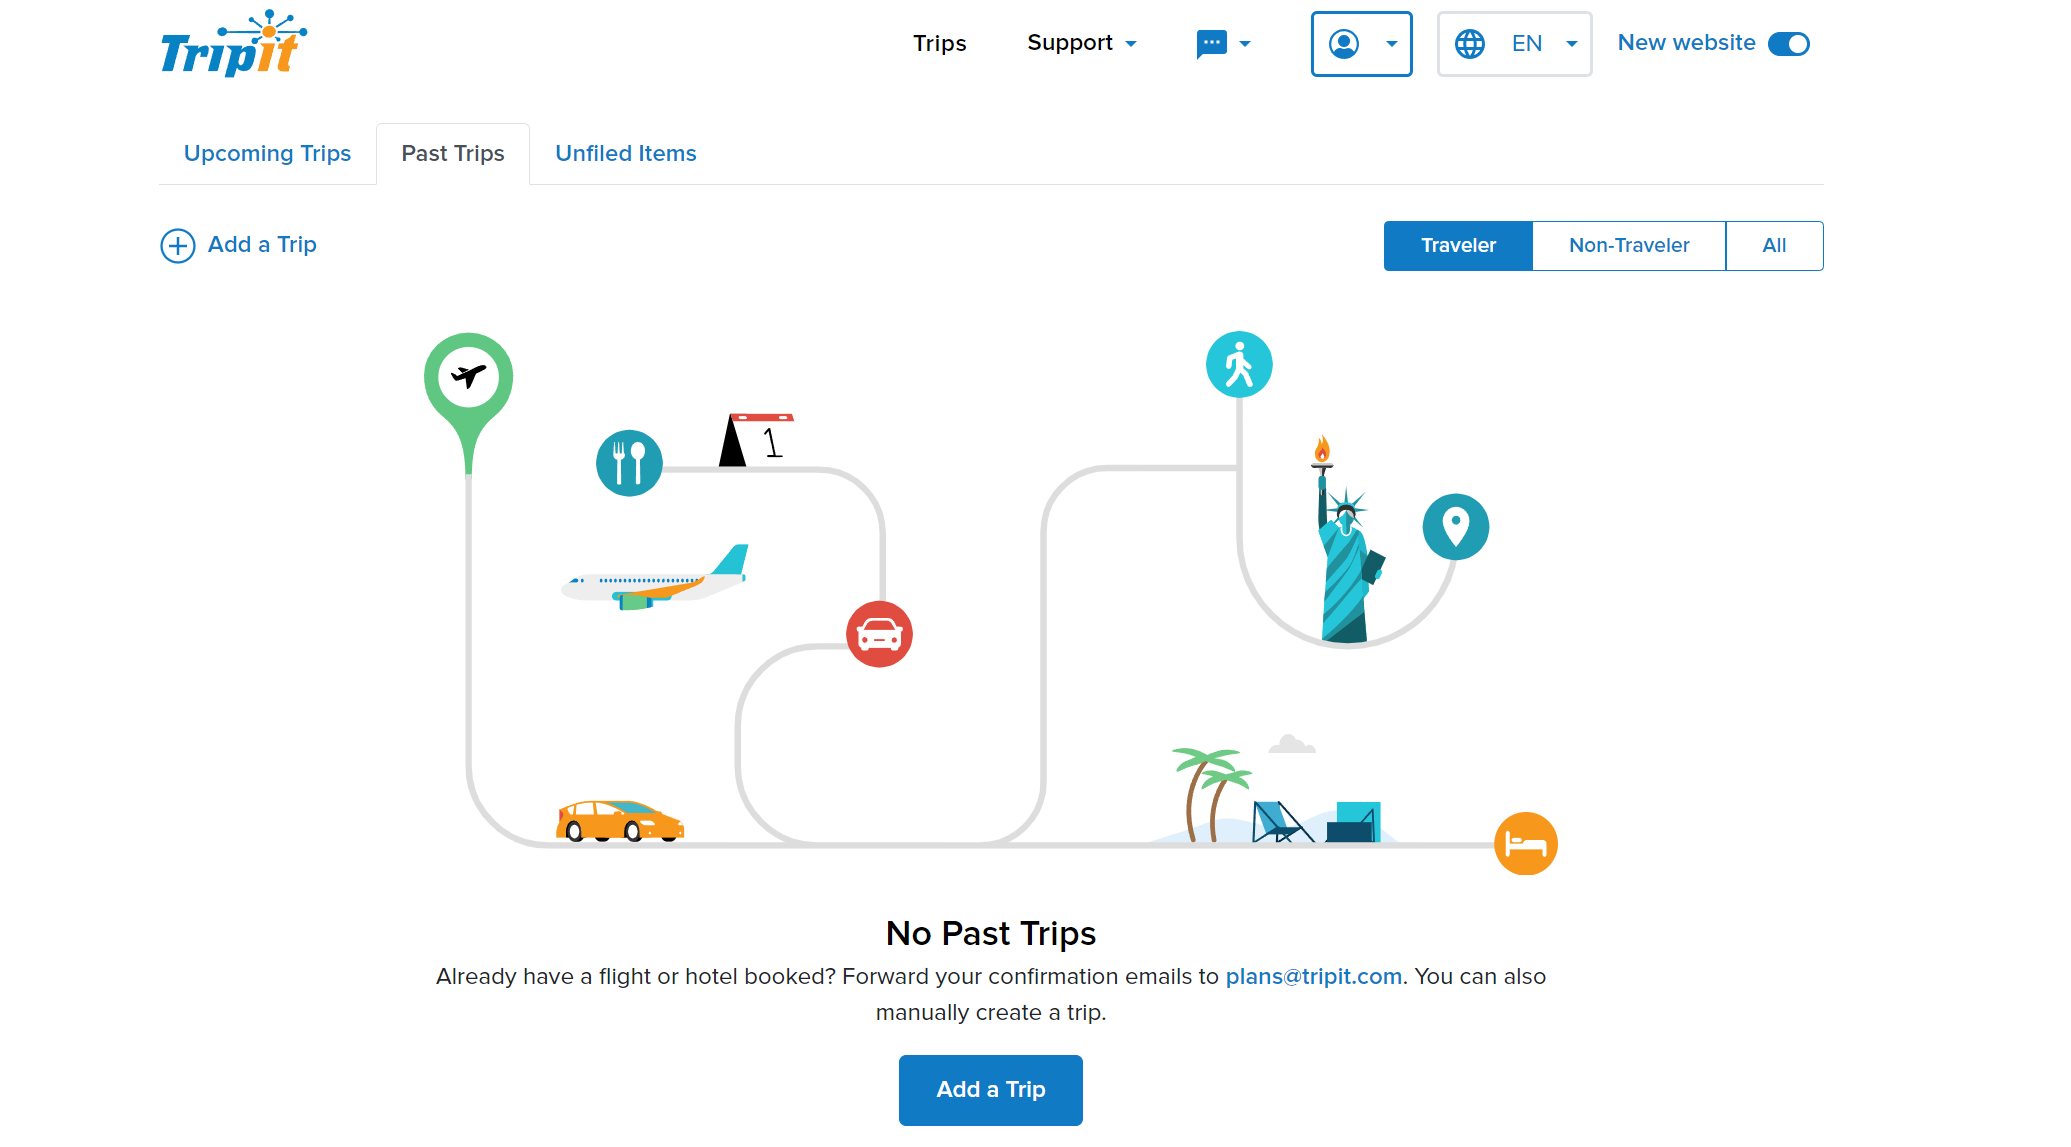 TripIt
Trips
Support
EN
New website
Upcoming Trips
Past Trips
Unfiled Items
Add a Trip
Traveler
Non-Traveler
All
1
No Past Trips
Already have a flight or hotel booked? Forward your confirmation emails to plans@tripit.com. You can also
manually create a trip.
Add a Trip